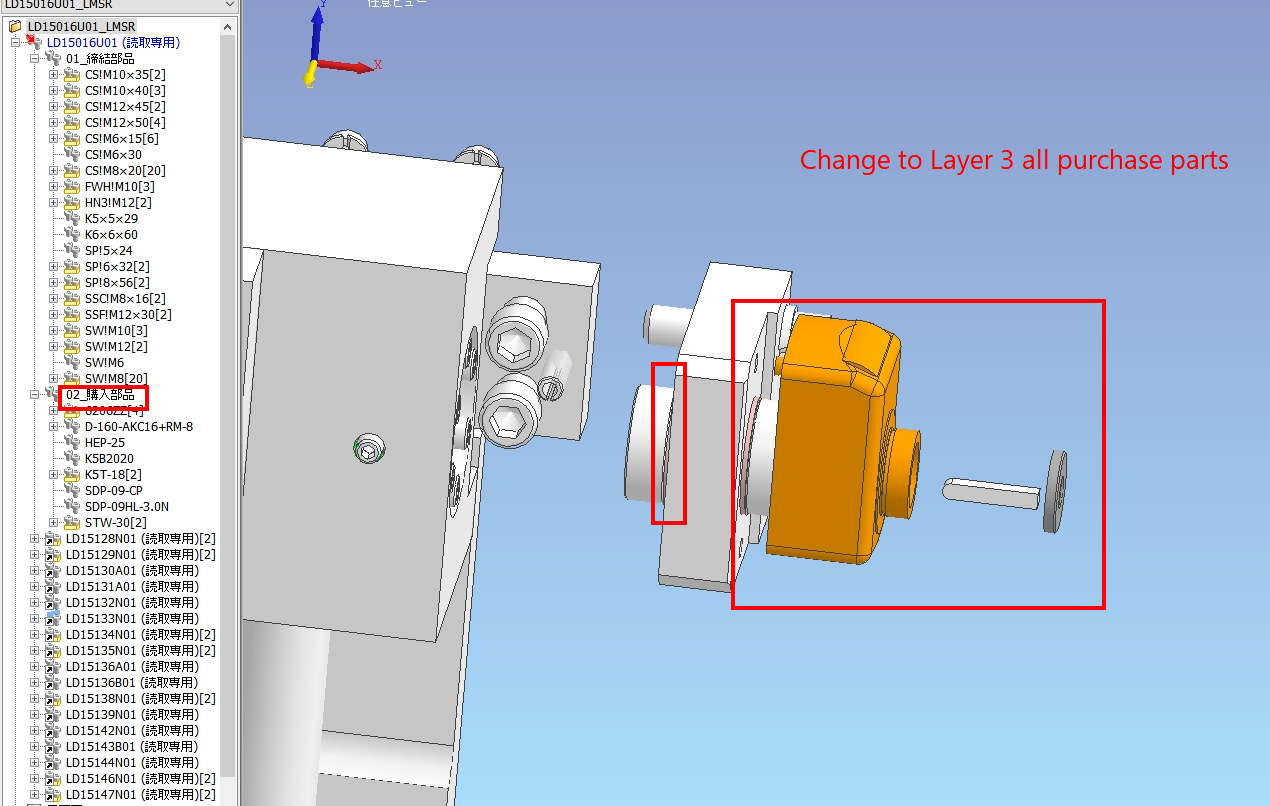 LD15016U01_LMSR
LD15016U01_LMSR
LD15016U01 (読取専用)
01_締結部品
CS!M10×35[2]
CS!M10×40[3]
CS!M12×45[2]
CS!M12×50[4]
CS!M6×15[6]
CS!M6×30
CS!M8×20[20]
FWH!M10[3]
HN3!M12[2]
K5×5×29
K6×6×60
SP!5×24
SP!6×32[2]
SP!8×56[2]
SSC!M8×16[2]
SSF!M12×30[2]
SW!M10[3]
SW!M12[2]
SW!M6
SW!M8[20]
02_購入部品
6200ZZ[4]
D-160-AKC16+RM-8
HEP-25
K5B2020
K5T-18[2]
SDP-09-CP
SDP-09HL-3.0N
STW-30[2]
LD15128N01 (読取専用)[2]
LD15129N01 (読取専用)[2]
LD15130A01 (読取専用)
LD15131A01 (読取専用)
LD15132N01 (読取専用)
LD15133N01 (読取専用)
LD15134N01 (読取専用)[2]
LD15135N01 (読取専用)[2]
LD15136A01 (読取専用)
LD15136B01 (読取専用)
LD15138N01 (読取専用)[2]
LD15139N01 (読取専用)
LD15142N01 (読取専用)
LD15143B01 (読取専用)
LD15144N01 (読取専用)
LD15146N01 (読取専用)[2]
LD15147N01 (読取専用)[2]
任意ビュー
Y
X
Change to Layer 3 all purchase parts